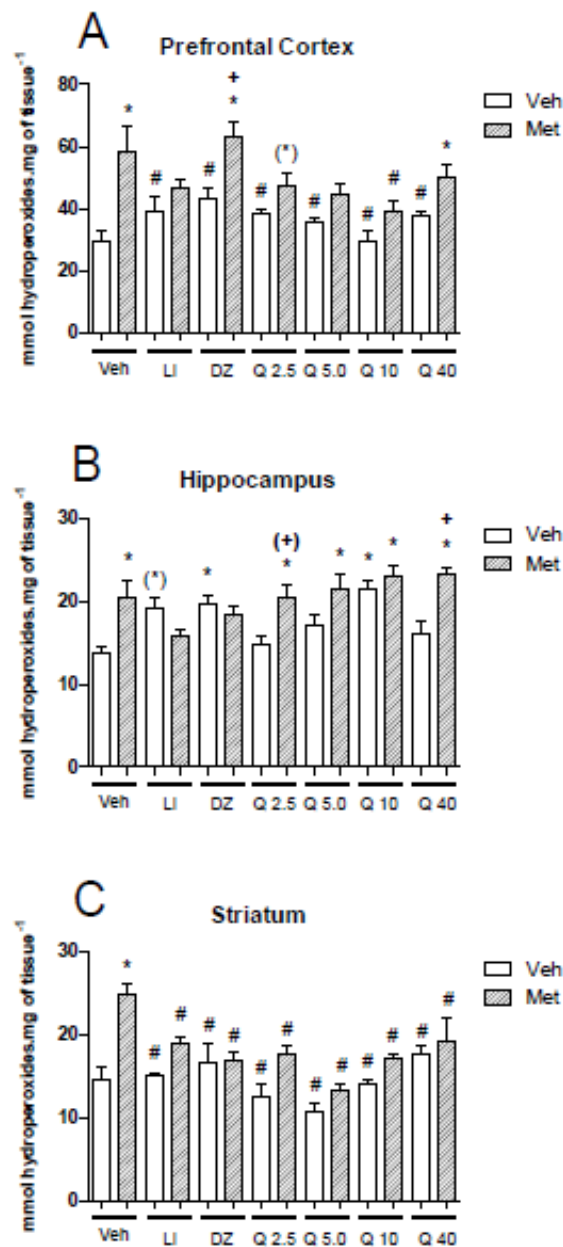 A
Prefrontal Cortex
mmol hydroperoxides.mg of tissue-1
80
60
40
20
0
* # # + * # (*) # # # # *
Veh
Met
Veh LI DZ Q 2.5 Q 5.0 Q 10 Q 40
B
Hippocampus
mmol hydroperoxides.mg of tissue-1
30
20
10
0
* (*) * (+) * * * * + *
Veh
Met
Veh LI DZ Q 2.5 Q 5.0 Q 10 Q 40
C
Striatum
mmol hydroperoxides.mg of tissue-1
30
20
10
0
* # # # # # # # # # # # #
Veh
Met
Veh LI DZ Q 2.5 Q 5.0 Q 10 Q 40